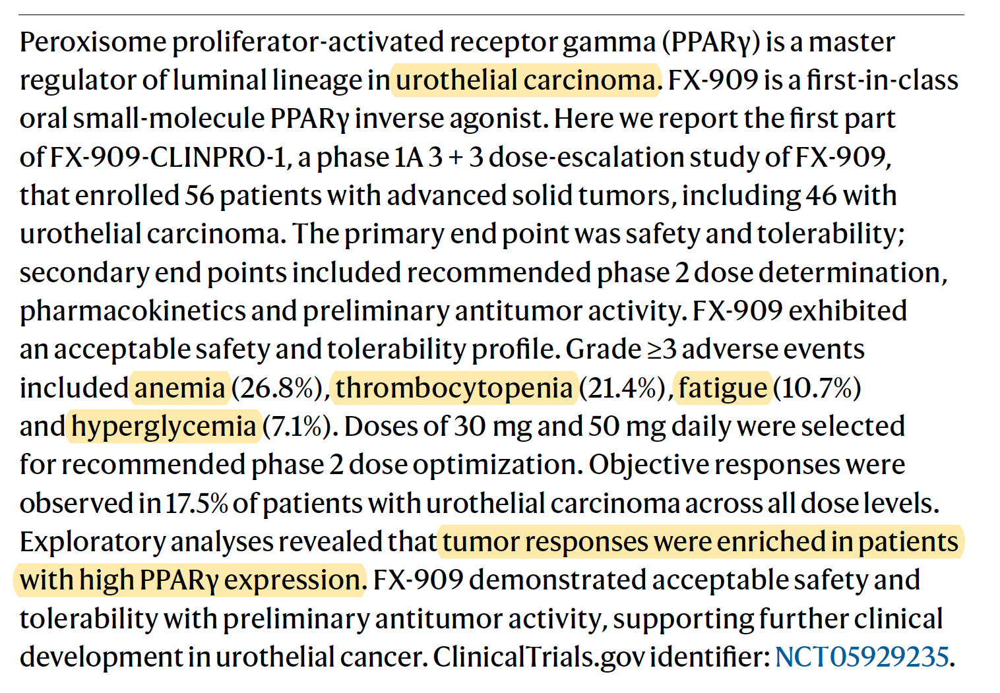 Peroxisome proliferator-activated receptor gamma (PPARγ) is a master
regulator of luminal lineage in urothelial carcinoma. FX-909 is a first-in-class
oral small-molecule PPARγ inverse agonist. Here we report the first part
of FX-909-CLINPRO-1, a phase 1A 3 + 3 dose-escalation study of FX-909,
that enrolled 56 patients with advanced solid tumors, including 46 with
urothelial carcinoma. The primary end point was safety and tolerability;
secondary end points included recommended phase 2 dose determination,
pharmacokinetics and preliminary antitumor activity. FX-909 exhibited
an acceptable safety and tolerability profile. Grade ≥3 adverse events
included anemia (26.8%), thrombocytopenia (21.4%), fatigue (10.7%)
and hyperglycemia (7.1%). Doses of 30 mg and 50 mg daily were selected
for recommended phase 2 dose optimization. Objective responses were
observed in 17.5% of patients with urothelial carcinoma across all dose levels.
Exploratory analyses revealed that tumor responses were enriched in patients
with high PPARγ expression. FX-909 demonstrated acceptable safety and
tolerability with preliminary antitumor activity, supporting further clinical
development in urothelial cancer. ClinicalTrials.gov identifier: NCT05929235.